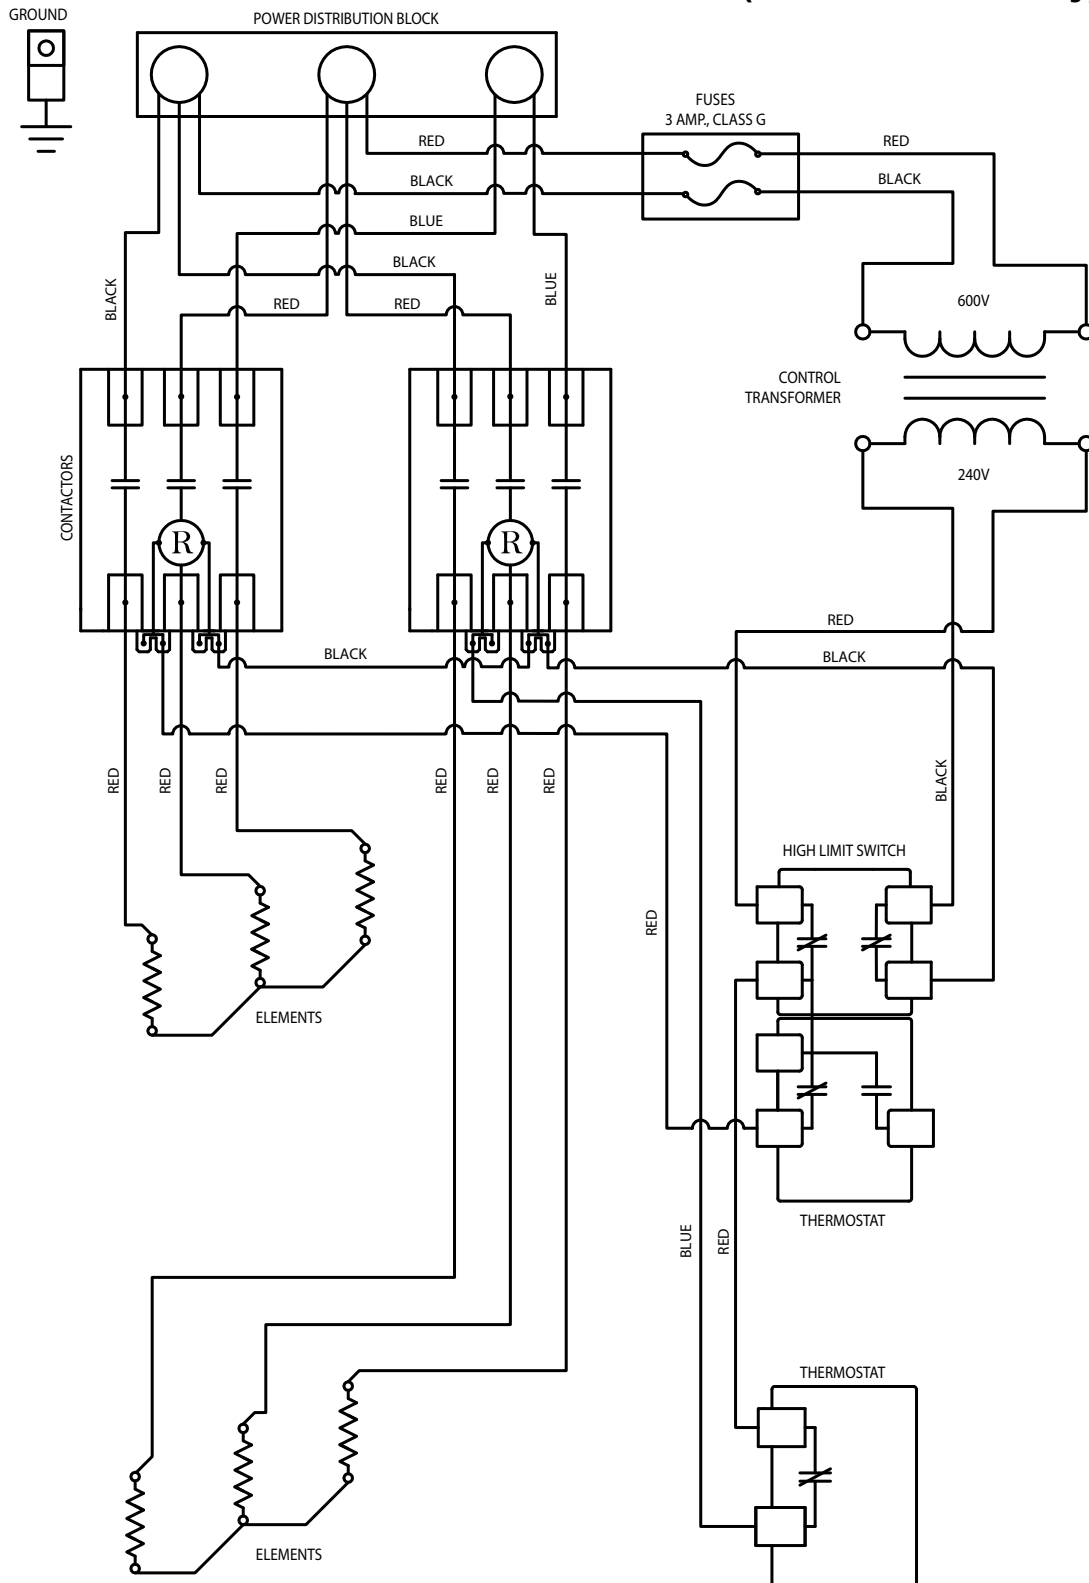 GROUND
POWER DISTRIBUTION BLOCK
FUSES
3 AMP., CLASS G
RED
RED
BLACK
BLACK
BLUE
BLACK
BLACK
BLUE
RED
RED
600V
CONTROL
TRANSFORMER
240V
CONTACTORS
R
R
RED
BLACK
BLACK
RED
RED
RED
RED
RED
RED
BLACK
HIGH LIMIT SWITCH
RED
ELEMENTS
THERMOSTAT
BLUE
RED
THERMOSTAT
ELEMENTS